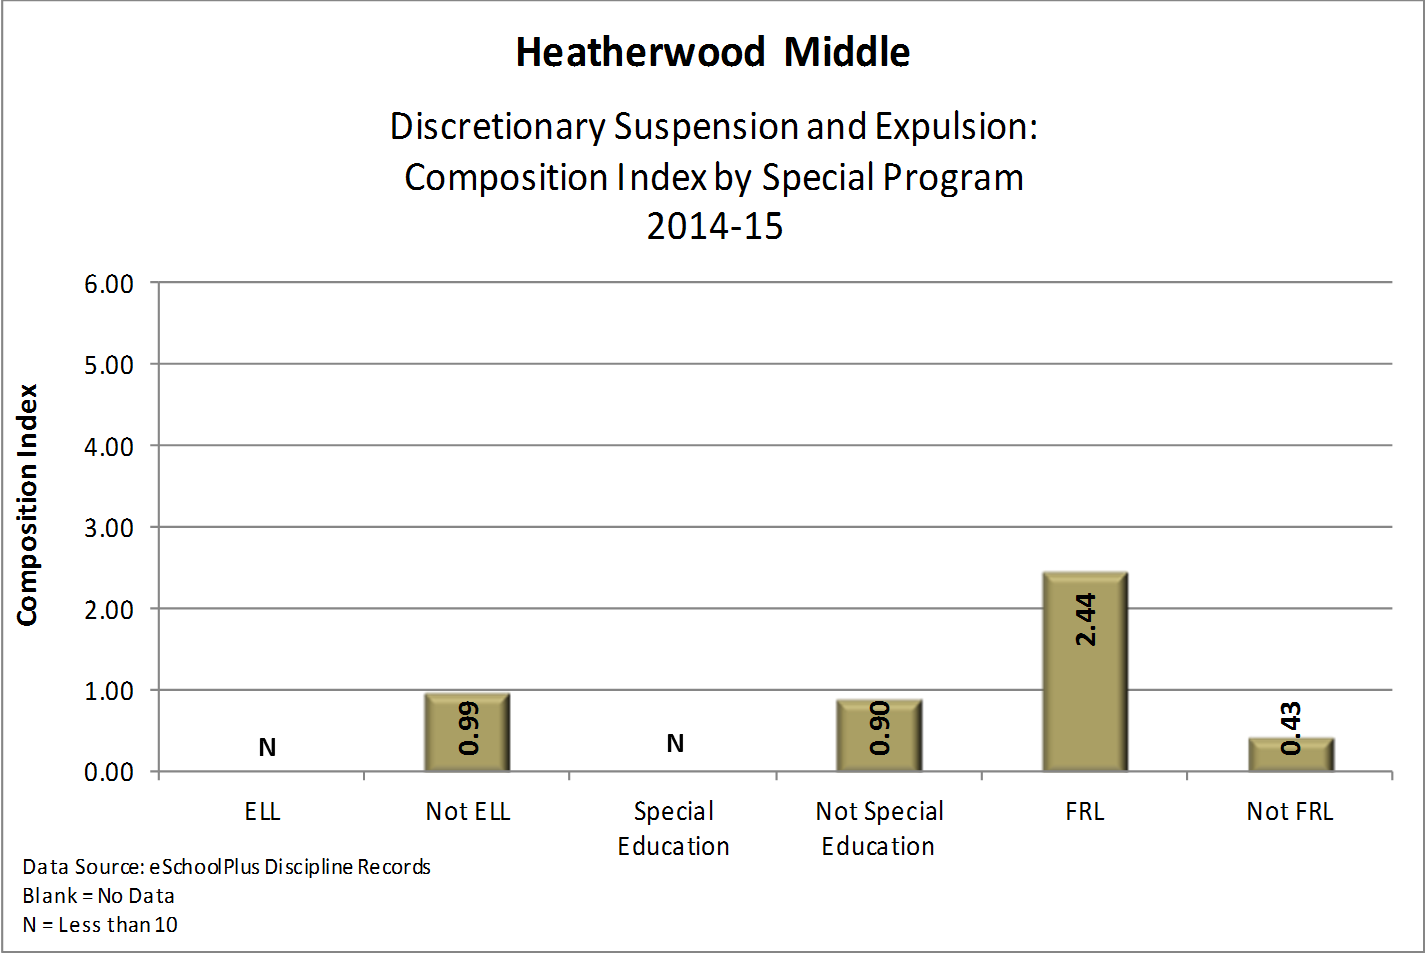 Heatherwood Middle
Discretionary Suspension and Expulsion:
Composition Index by Special Program
2014-15
Composition Index
6.00
5.00
4.00
3.00
2.00
1.00
0.00
N
0.99
N
0.90
2.44
0.43
ELL
Not ELL
Special
Education
Not Special
Education
FRL
Not FRL
Data Source: eSchoolPlus Discipline Records
Blank = No Data
N = Less than 10